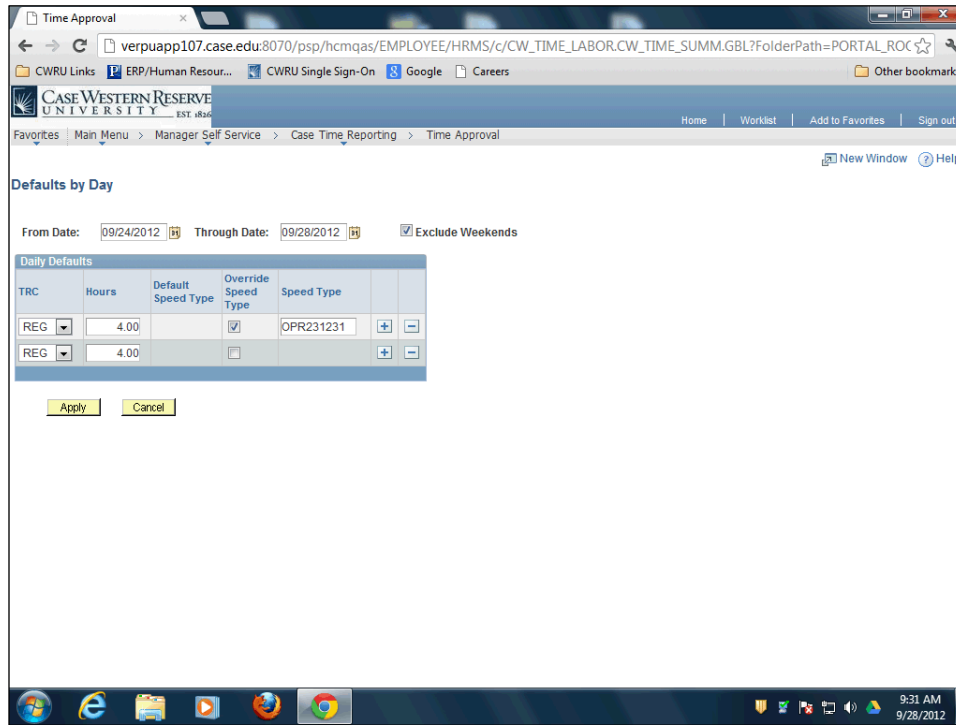 Time Approval
verpuapp107.case.edu:8070/psp/hcmqas/EMPLOYEE/HRMS/c/CW_TIME_LABOR.CW_TIME_SUMM.GBL?FolderPath=PORTAL_ROC
CWRU Links ERP/Human Resour... CWRU Single Sign-On Google Careers Other bookmark
CASE WESTERN RESERVE
UNIVERSITY EST. 1826
Home | Worklist | Add to Favorites | Sign out
Favorites Main Menu > Manager Self Service > Case Time Reporting > Time Approval
New Window Help
Defaults by Day
From Date: 09/24/2012 Through Date: 09/28/2012 Exclude Weekends
Daily Defaults
TRC Hours Default Speed Type Override Speed Type Speed Type
REG 4.00 OPR231231
REG 4.00
Apply Cancel
9:31 AM
9/28/2012